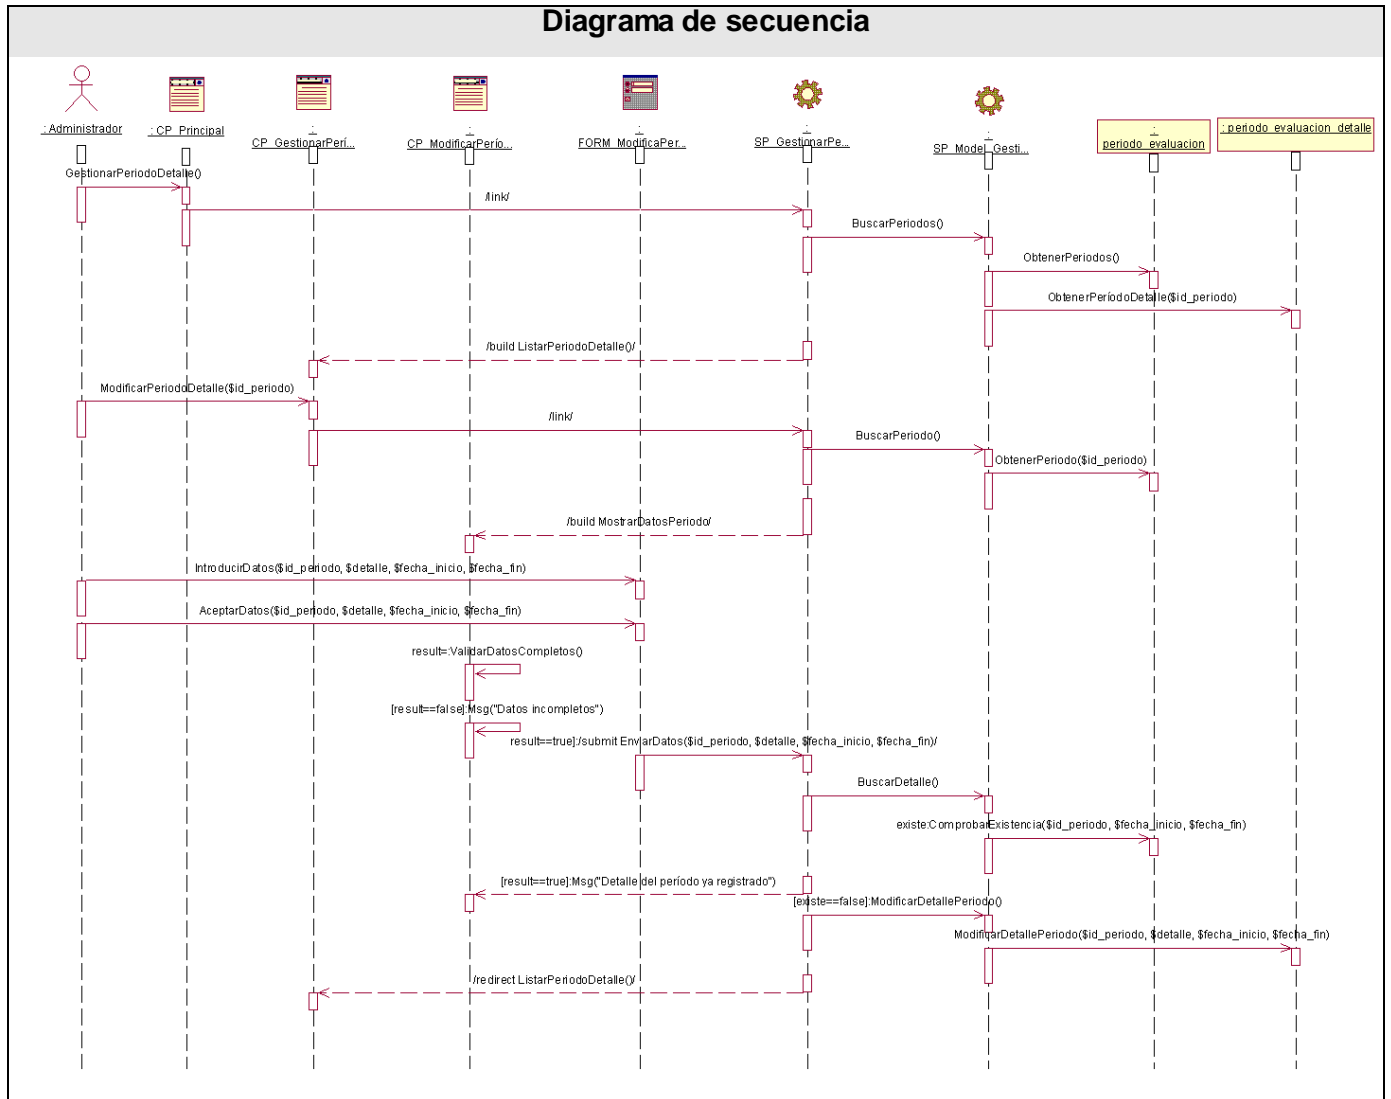 Diagrama de secuencia
: Administrador
: CP_Principal
:
CP_GestionarPerí...
:
CP_ModificarPerío...
:
FORM_ModificaPer...
:
SP_GestionarPe...
:
SP_Model_Gesti...
:
periodo_evaluacion
: periodo_evaluacion_detalle
GestionarPeriodoDetalle()
/link/
BuscarPeriodos()
ObtenerPeriodos()
ObtenerPeríodoDetalle($id_periodo)
/build ListarPeriodoDetalle()/
ModificarPeriodoDetalle($id_periodo)
/link/
BuscarPeriodo()
ObtenerPeriodo($id_periodo)
/build MostrarDatosPeriodo/
IntroducirDatos($id_periodo, $detalle, $fecha_inicio, $fecha_fin)
AceptarDatos($id_periodo, $detalle, $fecha_inicio, $fecha_fin)
result=:ValidarDatosCompletos()
[result==false]:Msg("Datos incompletos")
result==true]:/submit EnviarDatos($id_periodo, $detalle, $fecha_inicio, $fecha_fin)/
BuscarDetalle()
existe:ComprobarExistencia($id_periodo, $fecha_inicio, $fecha_fin)
[result==true]:Msg("Detalle del período ya registrado")
[existe==false]:ModificarDetallePeriodo()
ModificarDetallePeriodo($id_periodo, $detalle, $fecha_inicio, $fecha_fin)
/redirect ListarPeriodoDetalle()/